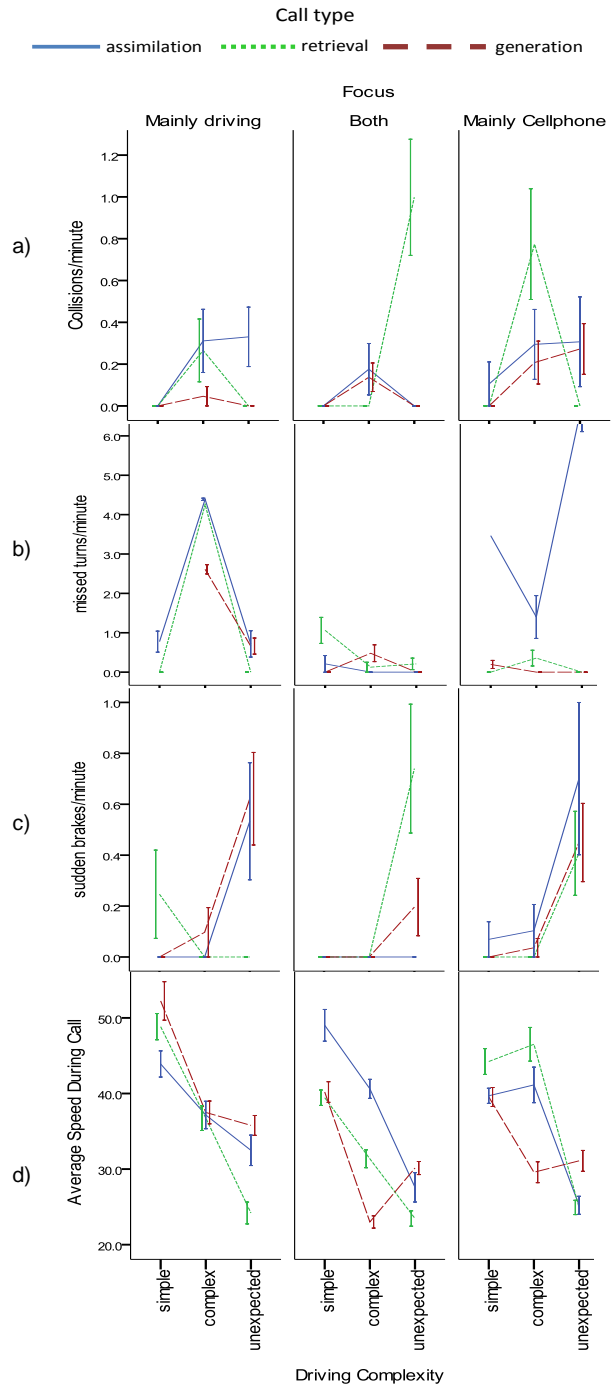 Call type
assimilation retrieval generation
Focus
Mainly driving Both Mainly Cellphone
a)
Collisions/minute
1.2
1.0
0.8
0.6
0.4
0.2
0.0
b)
missed turns/minute
6.0
5.0
4.0
3.0
2.0
1.0
0.0
c)
sudden brakes/minute
1.0
0.8
0.6
0.4
0.2
0.0
d)
Average Speed During Call
50.0
40.0
30.0
20.0
simple complex unexpected simple complex unexpected simple complex unexpected
Driving Complexity